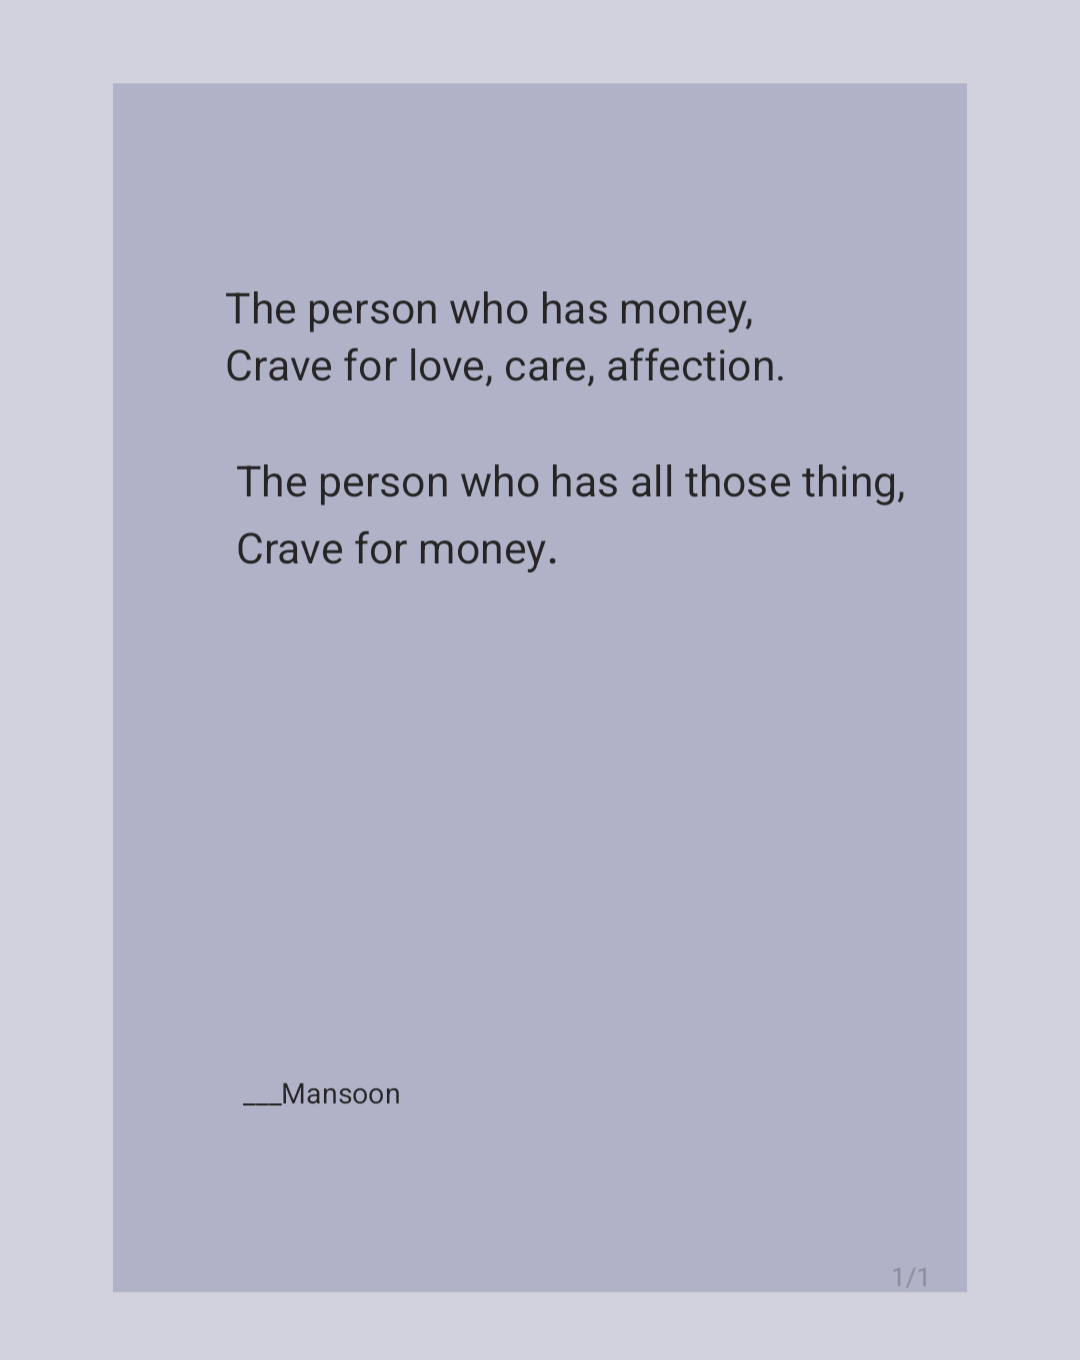 The person who has money,
Crave for love, care, affection.
The person who has all those thing,
Crave for money.
___Mansoon
1/1